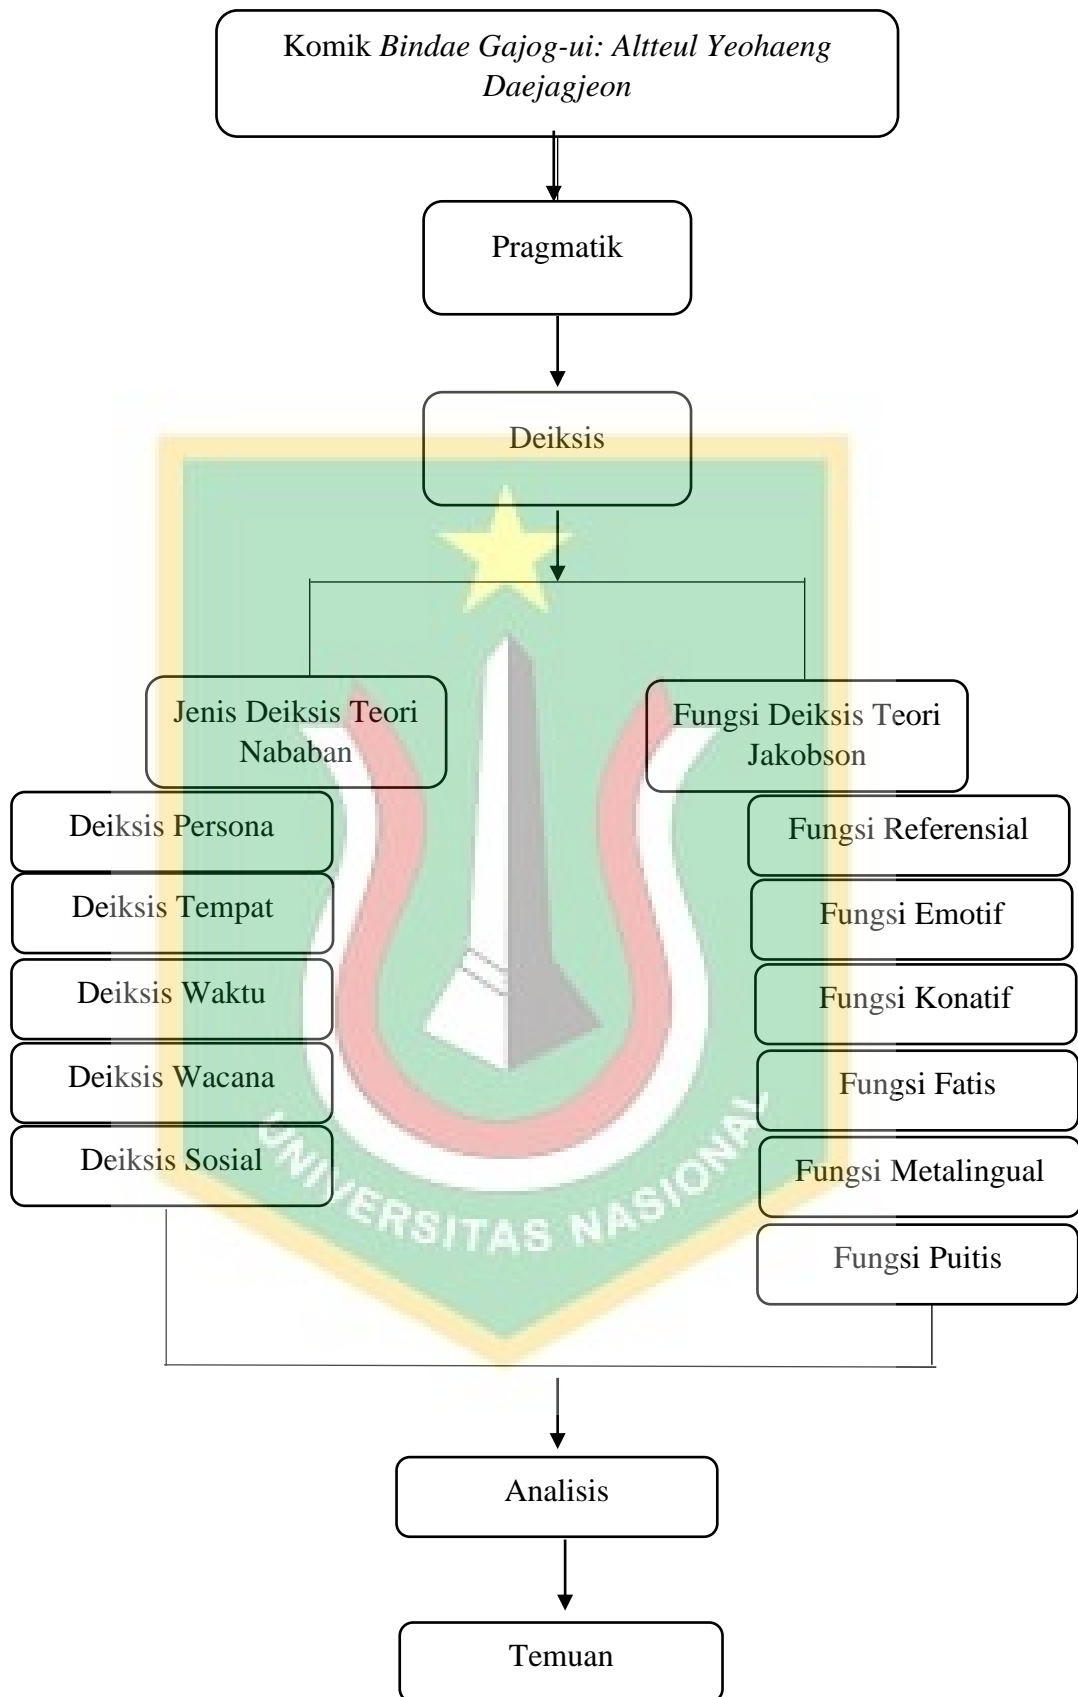 Komik Bindae Gajog-ui: Altteul Yeohaeng
Daejagjeon
Pragmatik
Deiksis
Jenis Deiksis Teori
Nababan
Deiksis Persona
Deiksis Tempat
Deiksis Waktu
Deiksis Wacana
Deiksis Sosial
Fungsi Deiksis Teori
Jakobson
Fungsi Referensial
Fungsi Emotif
Fungsi Konatif
Fungsi Fatis
Fungsi Metalingual
Fungsi Puitis
UNIVERSITAS NASIONAL
Analisis
Temuan